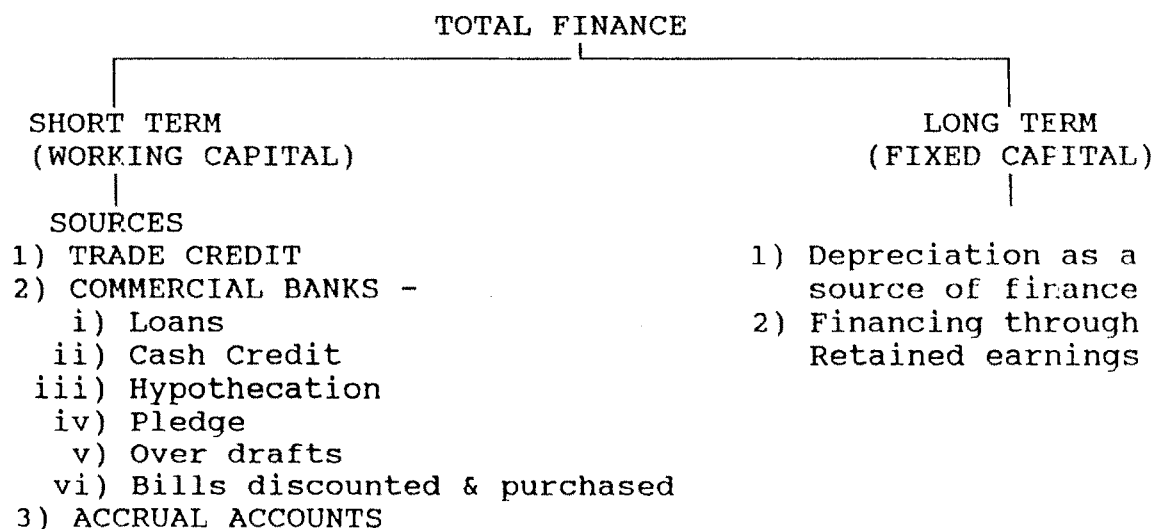 TOTAL FINANCE
SHORT TERM
(WORKING CAPITAL)
SOURCES
1) TRADE CREDIT
2) COMMERCIAL BANKS -
i) Loans
ii) Cash Credit
iii) Hypothecation
iv) Pledge
v) Over drafts
vi) Bills discounted & purchased
3) ACCRUAL ACCOUNTS
LONG TERM
(FIXED CAPITAL)
1) Depreciation as a
source of finance
2) Financing through
Retained earnings